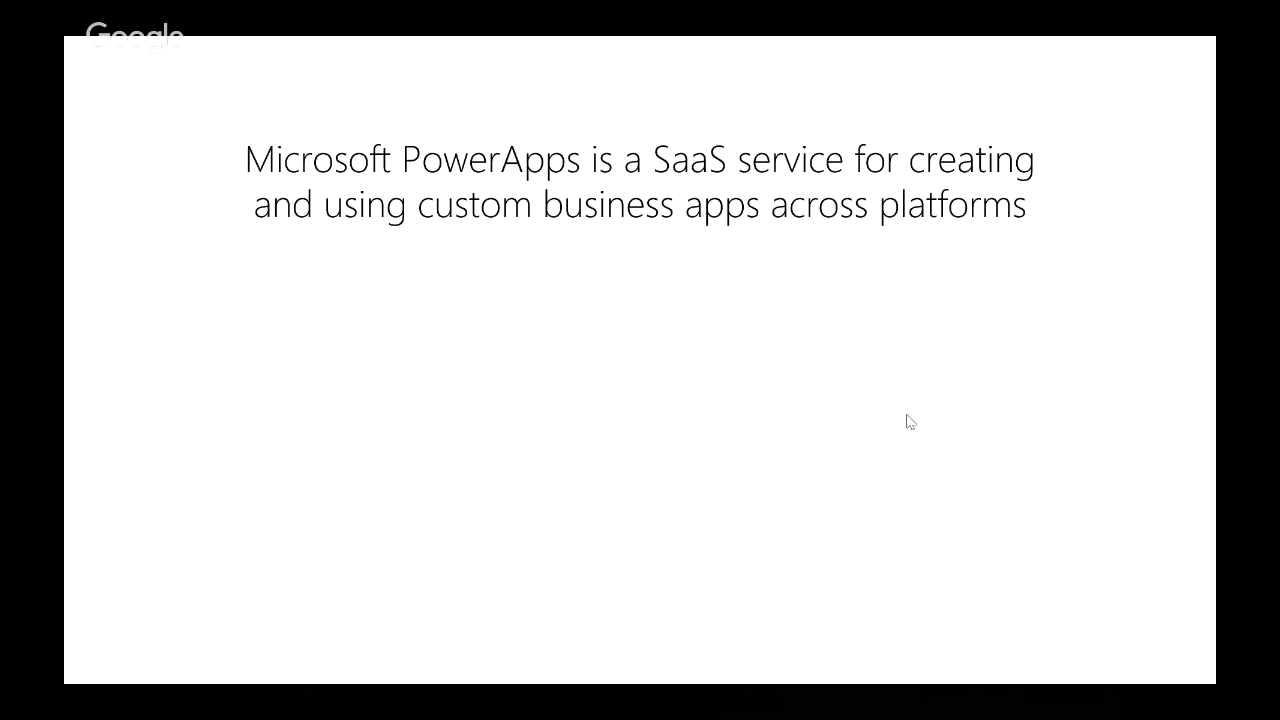 Google
Microsoft PowerApps is a SaaS service for creating
and using custom business apps across platforms